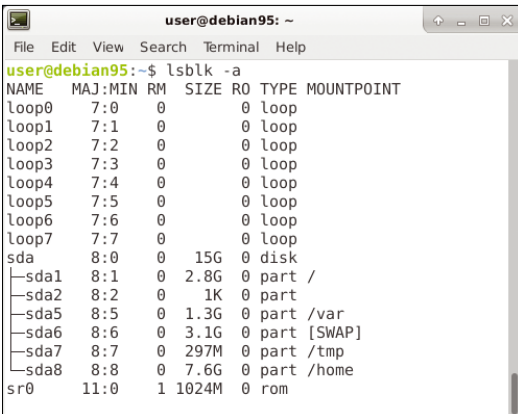 user@debian95: ~
File Edit View Search Terminal Help
user@debian95:~$ lsblk -a
NAME   MAJ:MIN RM  SIZE RO TYPE MOUNTPOINT
loop0    7:0    0        0 loop
loop1    7:1    0        0 loop
loop2    7:2    0        0 loop
loop3    7:3    0        0 loop
loop4    7:4    0        0 loop
loop5    7:5    0        0 loop
loop6    7:6    0        0 loop
loop7    7:7    0        0 loop
sda      8:0    0   15G  0 disk
├─sda1   8:1    0  2.8G  0 part /
├─sda2   8:2    0    1K  0 part
├─sda5   8:5    0  1.3G  0 part /var
├─sda6   8:6    0  3.1G  0 part [SWAP]
├─sda7   8:7    0  297M  0 part /tmp
└─sda8   8:8    0  7.6G  0 part /home
sr0     11:0    1 1024M  0 rom